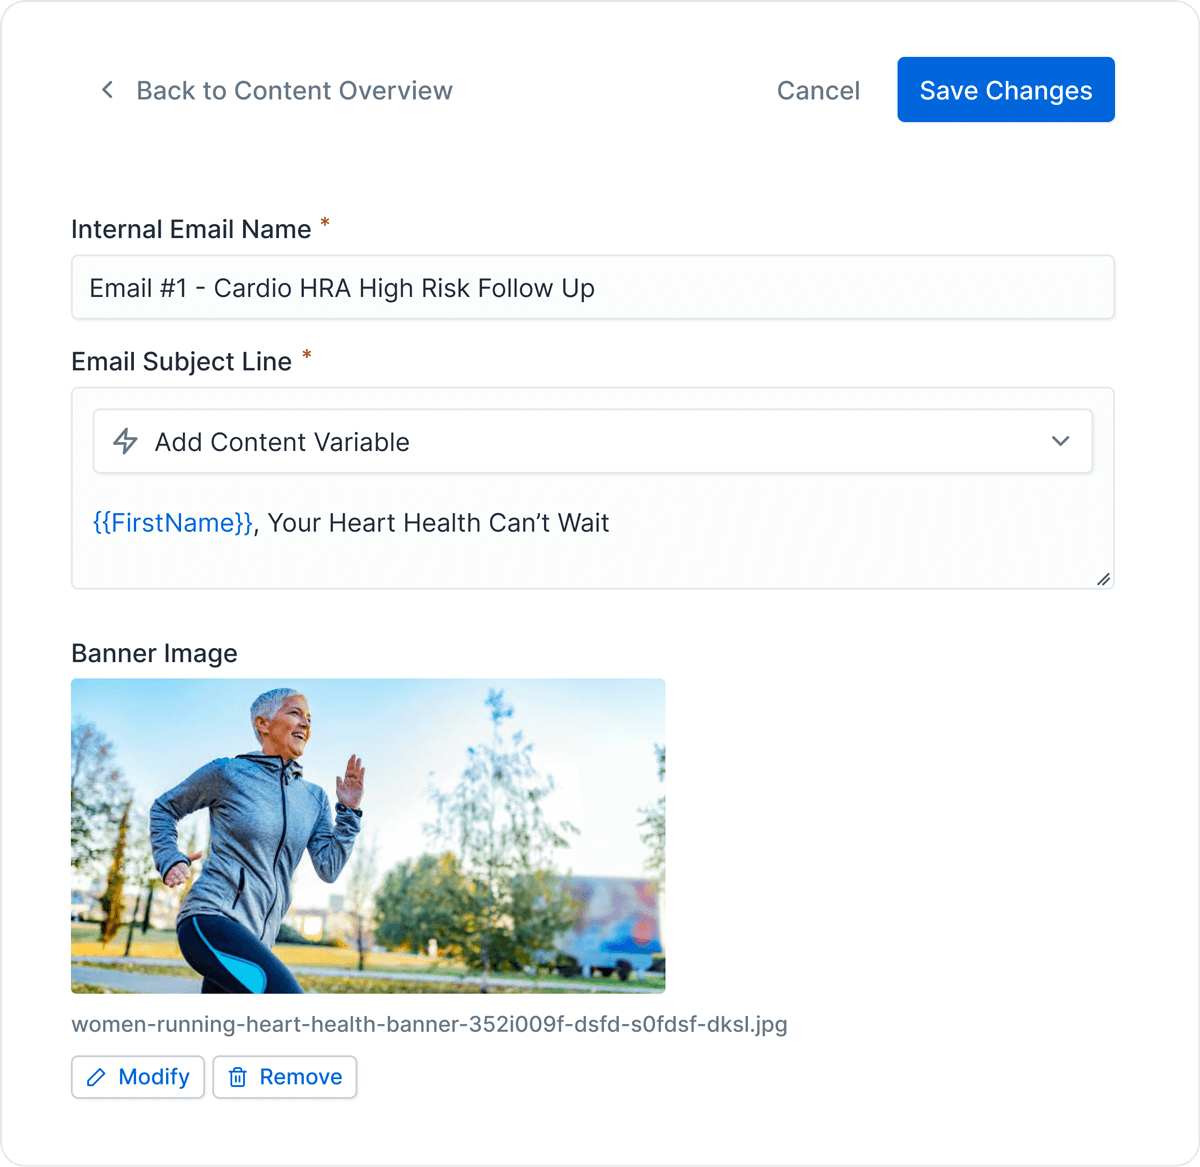 Back to Content Overview
Cancel
Save Changes
Internal Email Name *
Email #1 - Cardio HRA High Risk Follow Up
Email Subject Line *
Add Content Variable
{{FirstName}}, Your Heart Health Can’t Wait
Banner Image
women-running-heart-health-banner-352i009f-dsfd-s0fdsf-dksl.jpg
Modify
Remove